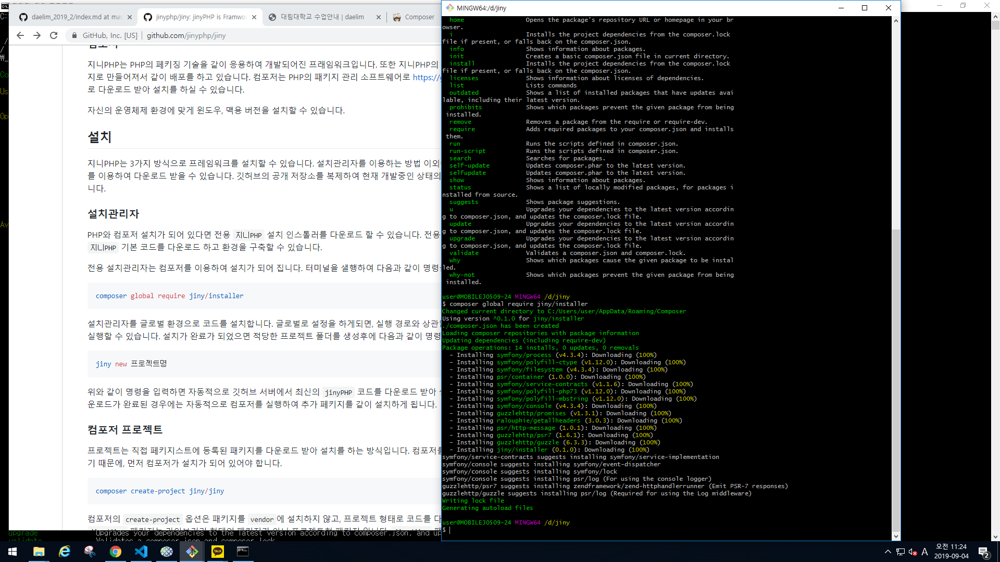 daelim_2019_2/index.md at mas
jinyphp/jiny: jinyPHP is Framwor
대림대학교 수업안내 | daelim
Composer
GitHub, Inc. [US]
github.com/jinyphp/jiny
지니PHP는 PHP의 페키징 기술을 같이 응용하여 개발되어진 프래임워크입니다. 또한 지니PHP의
지로 만들어져서 같이 배포를 하고 있습니다. 컴포저는 PHP의 패키지 관리 소프트웨어로 https://g
로 다운로드 받아 설치를 하실 수 있습니다.
자신의 운영체제 환경에 맞게 윈도우, 맥용 버전을 설치할 수 있습니다.
설치
지니PHP는 3가지 방식으로 프레임워크를 설치할 수 있습니다. 설치관리자를 이용하는 방법 이외에
를 이용하여 다운로드 받을 수 있습니다. 깃허브의 공개 저장소를 복제하여 현재 개발중인 상태의
니다.
설치관리자
PHP와 컴포저 설치가 되어 있다면 전용 지니PHP 설치 인스톨러를 다운로드 할 수 있습니다. 전용
지니PHP 기본 코드를 다운로드 하고 환경을 구축할 수 있습니다.
전용 설치관리자는 컴포저를 이용하여 설치가 되어 집니다. 터미널을 샐행하여 다음과 같이 명령을
composer global require jiny/installer
설치관리자를 글로벌 환경으로 코드를 설치합니다. 글로벌로 설정을 하게되면, 실행 경로와 상관없
실행할 수 있습니다. 설치가 완료가 되었으면 적당한 프로젝트 폴더를 생성후에 다음과 같이 명령
jiny new 프로젝트명
위와 같이 명령을 입력하면 자동적으로 깃허브 서버에서 최신의 jinyPHP 코드를 다운로드 받아
운로드가 완료된 경우에는 자동적으로 컴포저를 실행하여 추가 페키지를 같이 설치하게 됩니다.
컴포저 프로젝트
프로젝트는 직접 페키지스트에 등록된 패키지를 다운로드 받아 설치를 하는 방식입니다. 컴포저를
기 때문에, 먼저 컴포저가 설치가 되어 있어야 합니다.
composer create-project jiny/jiny
컴포저의 create-project 옵션은 패키지를 vendor 에 설치하지 않고, 프로젝트 형태로 코드를 다
upgrade Upgrades your dependencies to the latest version according to composer.json, and up
validate Validates a composer.json and composer.lock
MINGW64:/d/jiny
home Opens the package's repository URL or homepage in your br
owser.
i Installs the project dependencies from the composer.lock
file if present, or falls back on the composer.json.
info Shows information about packages.
init Creates a basic composer.json file in current directory.
install Installs the project dependencies from the composer.lock
file if present, or falls back on the composer.json.
licenses Shows information about licenses of dependencies.
list Lists commands
outdated Shows a list of installed packages that have updates avai
lable, including their latest version.
prohibits Shows which packages prevent the given package from being
installed.
remove Removes a package from the require or require-dev.
require Adds required packages to your composer.json and installs
them.
run Runs the scripts defined in composer.json.
run-script Runs the scripts defined in composer.json.
search Searches for packages.
self-update Updates composer.phar to the latest version.
selfupdate Updates composer.phar to the latest version.
show Shows information about packages.
status Shows a list of locally modified packages, for packages i
nstalled from source.
suggests Shows package suggestions.
u Upgrades your dependencies to the latest version accordin
g to composer.json, and updates the composer.lock file.
update Upgrades your dependencies to the latest version accordin
g to composer.json, and updates the composer.lock file.
upgrade Upgrades your dependencies to the latest version accordin
g to composer.json, and updates the composer.lock file.
validate Validates a composer.json and composer.lock.
why Shows which packages cause the given package to be instal
led.
why-not Shows which packages prevent the given package from being
installed.
user@MOBILEJ0509-24 MINGW64 /d/jiny
$ composer global require jiny/installer
Changed current directory to C:/Users/user/AppData/Roaming/Composer
Using version ^0.1.0 for jiny/installer
./composer.json has been created
Loading composer repositories with package information
Updating dependencies (including require-dev)
Package operations: 14 installs, 0 updates, 0 removals
- Installing symfony/process (v4.3.4): Downloading (100%)
- Installing symfony/polyfill-ctype (v1.12.0): Downloading (100%)
- Installing symfony/filesystem (v4.3.4): Downloading (100%)
- Installing psr/container (1.0.0): Downloading (100%)
- Installing symfony/service-contracts (v1.1.6): Downloading (100%)
- Installing symfony/polyfill-php73 (v1.12.0): Downloading (100%)
- Installing symfony/polyfill-mbstring (v1.12.0): Downloading (100%)
- Installing symfony/console (v4.3.4): Downloading (100%)
- Installing guzzlehttp/promises (v1.3.1): Downloading (100%)
- Installing ralouphie/getallheaders (3.0.3): Downloading (100%)
- Installing psr/http-message (1.0.1): Downloading (100%)
- Installing guzzlehttp/psr7 (1.6.1): Downloading (100%)
- Installing guzzlehttp/guzzle (6.3.3): Downloading (100%)
- Installing jiny/installer (0.1.0): Downloading (100%)
symfony/service-contracts suggests installing symfony/service-implementation
symfony/console suggests installing symfony/event-dispatcher
symfony/console suggests installing symfony/lock
symfony/console suggests installing psr/log (For using the console logger)
guzzlehttp/psr7 suggests installing zendframework/zend-httphandlerrunner (Emit PSR-7 responses)
guzzlehttp/guzzle suggests installing psr/log (Required for using the Log middleware)
Writing lock file
Generating autoload files
user@MOBILEJ0509-24 MINGW64 /d/jiny
$
Co
Us
Op
Av
TALK
A
오전 11:24
2019-09-04
2